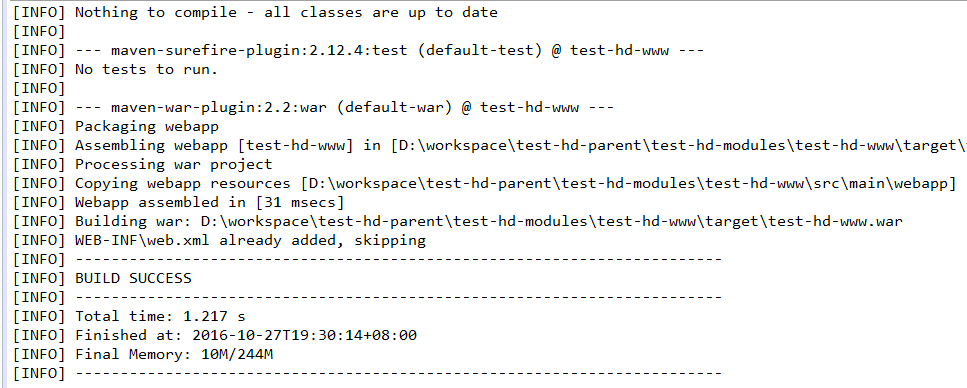 [INFO] Nothing to compile - all classes are up to date
[INFO]
[INFO] --- maven-surefire-plugin:2.12.4:test (default-test) @ test-hd-www ---
[INFO] No tests to run.
[INFO]
[INFO] --- maven-war-plugin:2.2:war (default-war) @ test-hd-www ---
[INFO] Packaging webapp
[INFO] Assembling webapp [test-hd-www] in [D:\workspace\test-hd-parent\test-hd-modules\test-hd-www\target\
[INFO] Processing war project
[INFO] Copying webapp resources [D:\workspace\test-hd-parent\test-hd-modules\test-hd-www\src\main\webapp]
[INFO] Webapp assembled in [31 msecs]
[INFO] Building war: D:\workspace\test-hd-parent\test-hd-modules\test-hd-www\target\test-hd-www.war
[INFO] WEB-INF\web.xml already added, skipping
[INFO] ------------------------------------------------------------------------
[INFO] BUILD SUCCESS
[INFO] ------------------------------------------------------------------------
[INFO] Total time: 1.217 s
[INFO] Finished at: 2016-10-27T19:30:14+08:00
[INFO] Final Memory: 10M/244M
[INFO] ------------------------------------------------------------------------